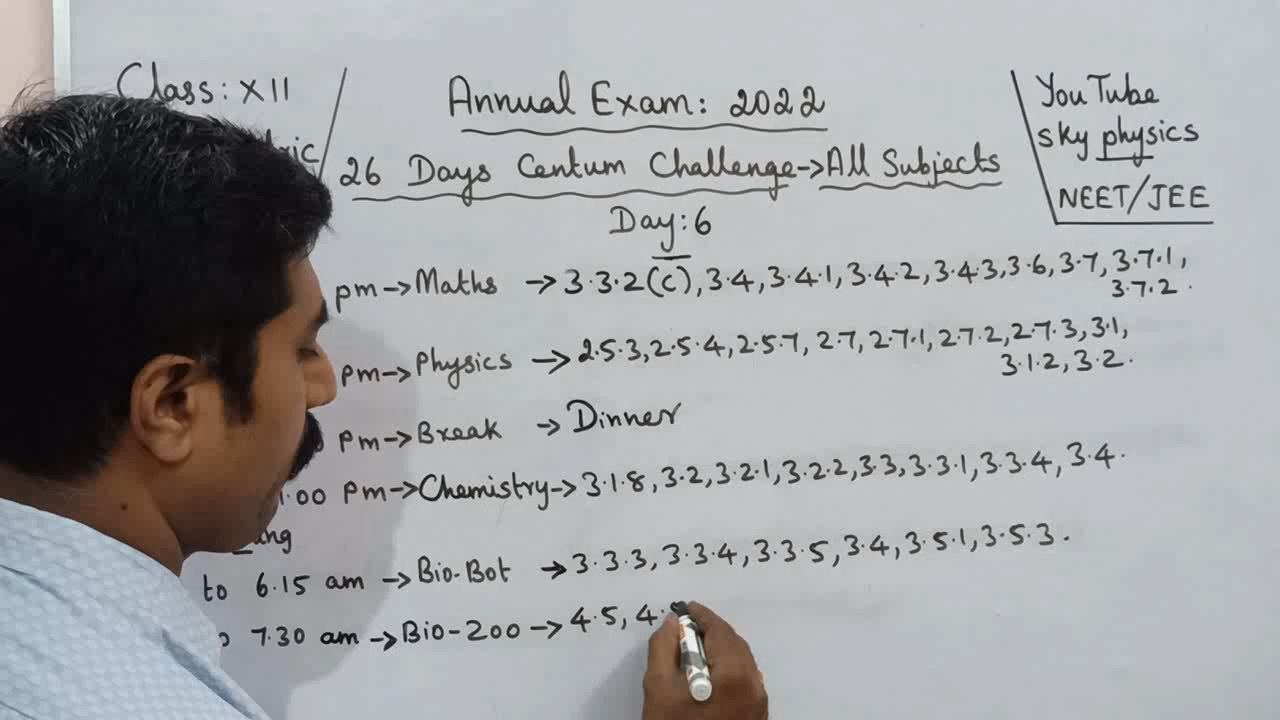 Class: XII
Annual Exam: 2022
YouTube
sky physics
NEET/JEE
26 Days Centum Challenge→All Subjects
Day:6
pm→Maths →3.3.2(c), 3.4, 3.4.1, 3.4.2, 3.4.3, 3.6, 3.7, 3.7.1,
3.7.2.
pm→Physics →2.5.3, 2.5.4, 2.5.7, 2.7, 2.7.1, 2.7.2, 2.7.3, 3.1,
3.1.2, 3.2.
pm→Break →Dinner
.00 pm→Chemistry→3.1.8, 3.2, 3.2.1, 3.2.2, 3.3, 3.3.1, 3.3.4, 3.4.
to 6.15 am →Bio-Bot →3.3.3, 3.3.4, 3.3.5, 3.4, 3.5.1, 3.5.3.
7.30 am→Bio-Zoo →4.5, 4.